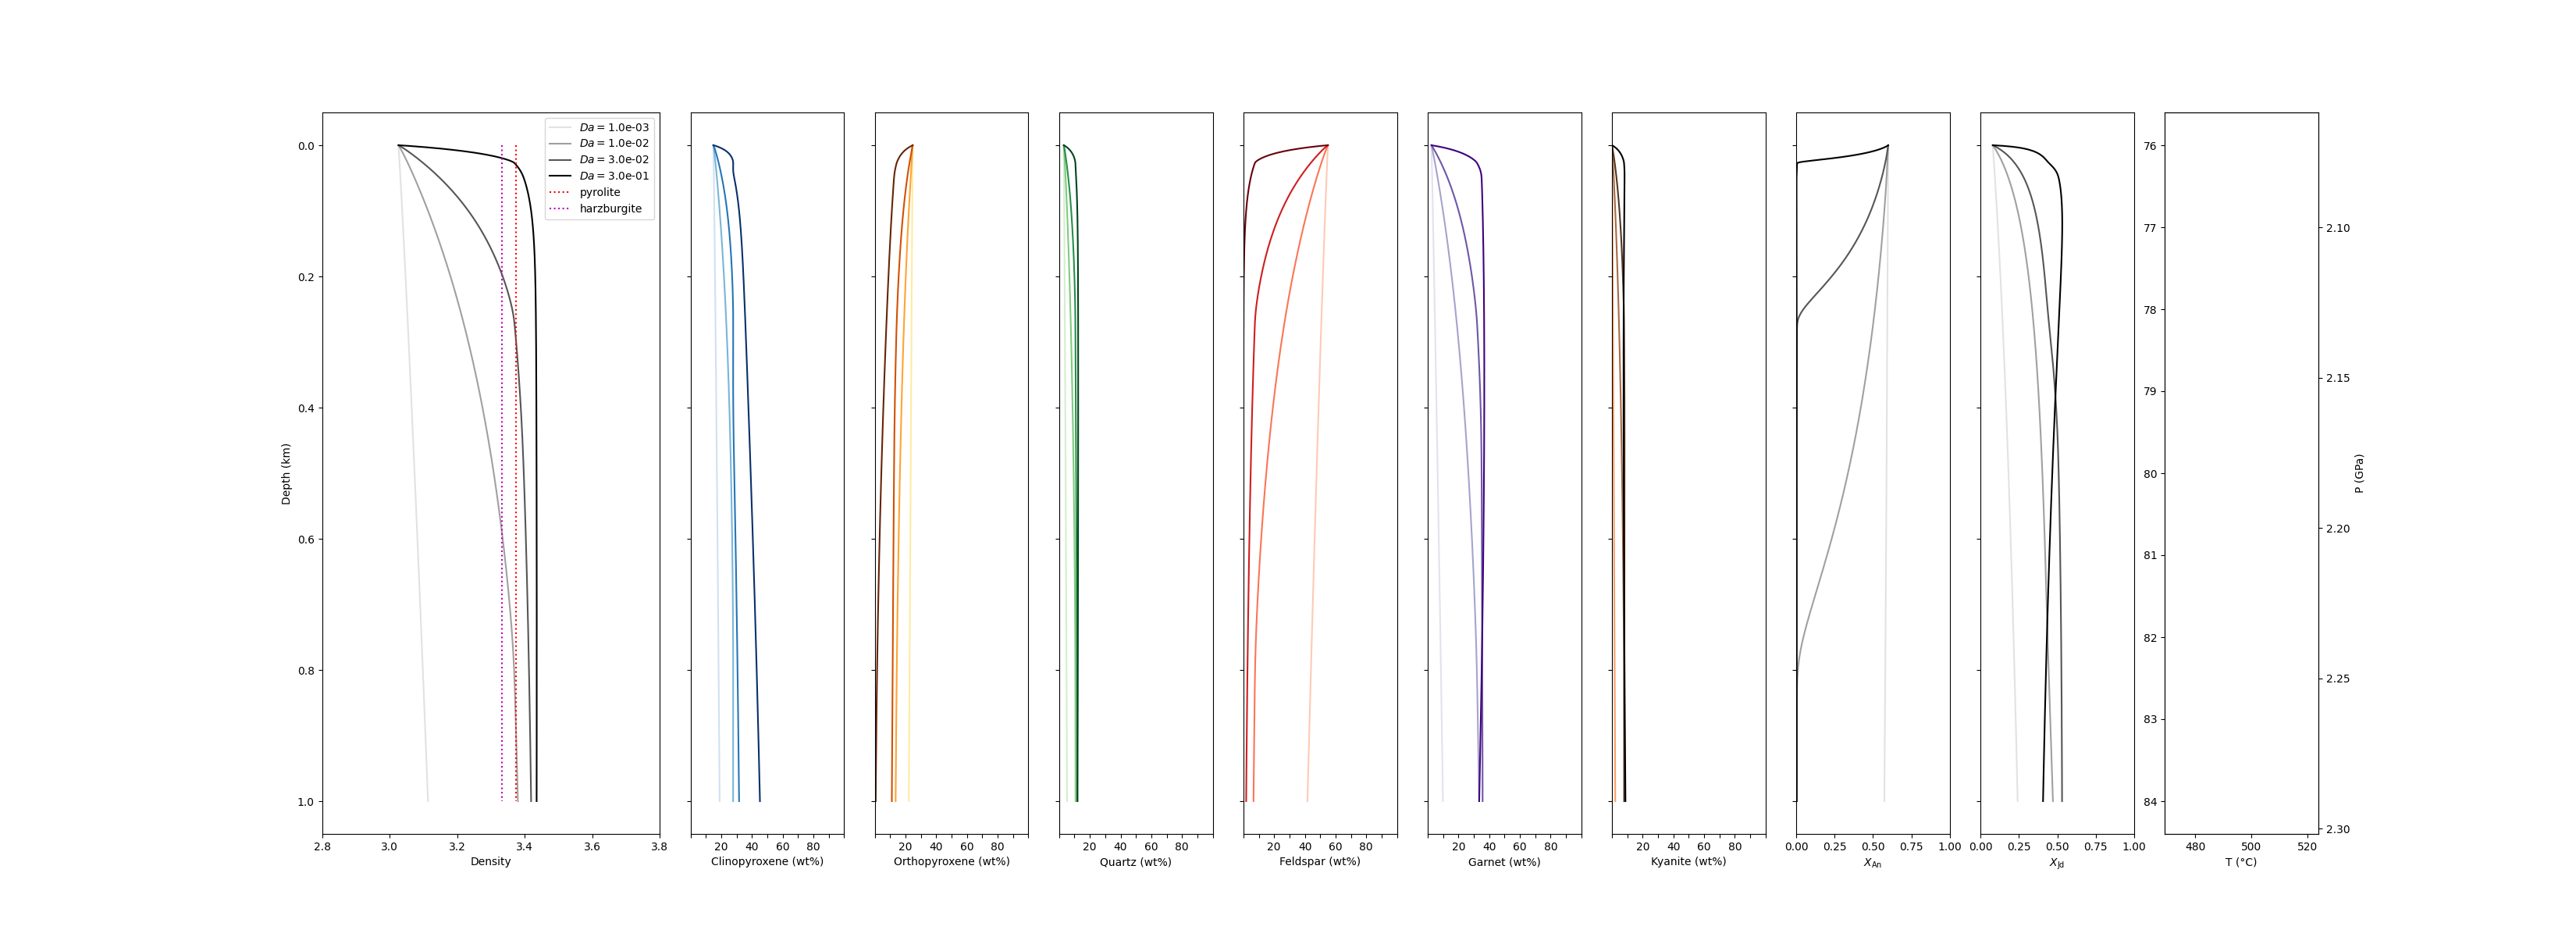 Da = 1.0e-03
Da = 1.0e-02
Da = 3.0e-02
Da = 3.0e-01
pyrolite
harzburgite
Depth (km)
0.0
0.2
0.4
0.6
0.8
1.0
2.8 3.0 3.2 3.4 3.6 3.8
Density
20 40 60 80
Clinopyroxene (wt%)
20 40 60 80
Orthopyroxene (wt%)
20 40 60 80
Quartz (wt%)
20 40 60 80
Feldspar (wt%)
20 40 60 80
Garnet (wt%)
20 40 60 80
Kyanite (wt%)
0.00 0.25 0.50 0.75 1.00
XAn
0.00 0.25 0.50 0.75 1.00
XJd
76
77
78
79
80
81
82
83
84
480 500 520
T (°C)
2.10
2.15
2.20
2.25
2.30
P (GPa)